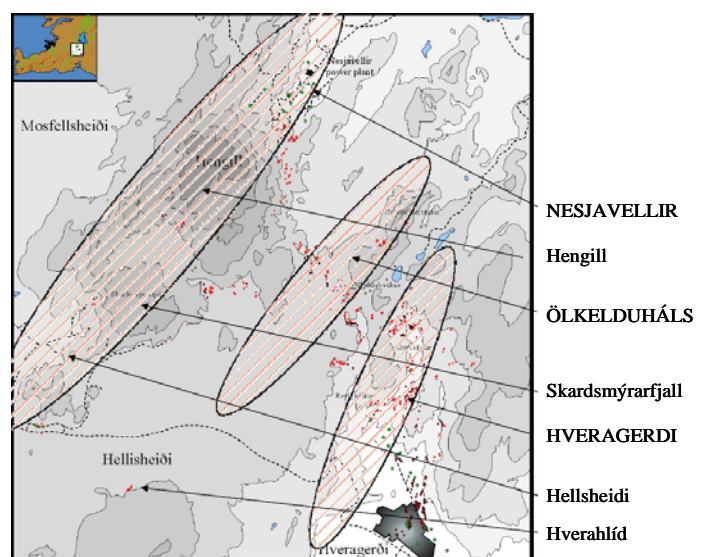 Nesjavellir
power plant
Mosfellsheiði
Hengill
NESJAVELLIR
Hengill
ÖLKELDUHÁLS
Skardsmýrarfjall
HVERAGERDI
Hellisheiði
Hellsheidi
Hverahlíd
Hveragerði